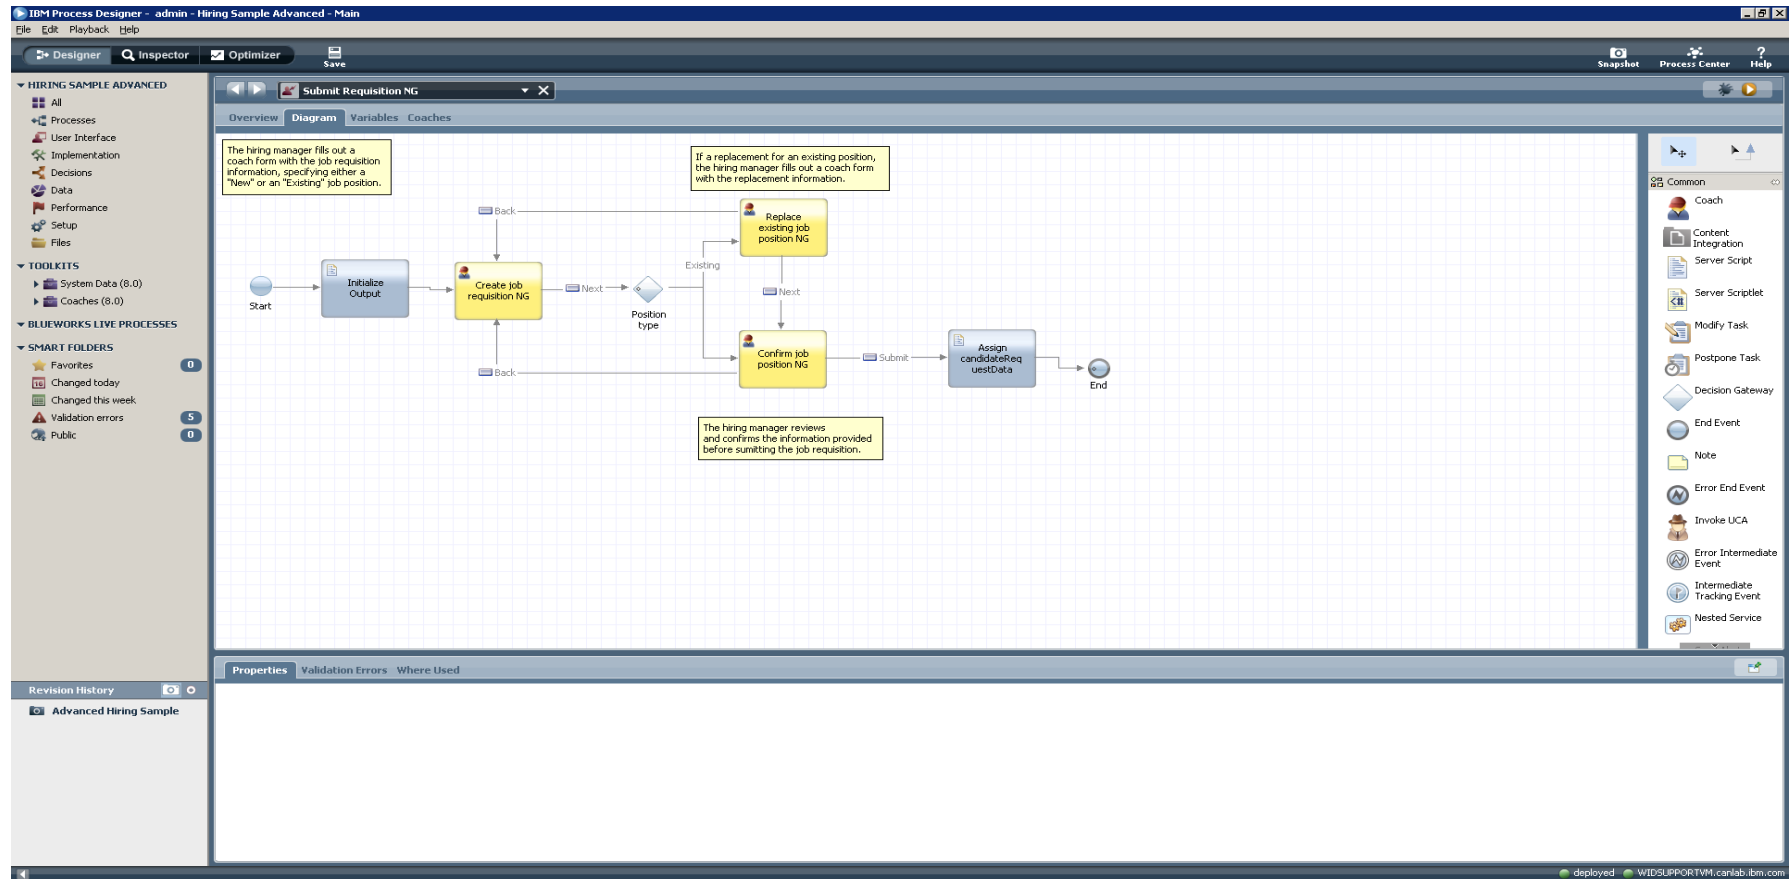 IBM Process Designer - admin - Hiring Sample Advanced - Main
File Edit Playback Help
Designer Inspector Optimizer Save Snapshot Process Center Help
HIRING SAMPLE ADVANCED
All
Processes
User Interface
Implementation
Decisions
Data
Performance
Setup
Files
TOOLKITS
System Data (8.0)
Coaches (8.0)
BLUEWORKS LIVE PROCESSES
SMART FOLDERS
Favorites 0
16 Changed today
Changed this week
Validation errors 5
Public 0
Revision History
Advanced Hiring Sample
Submit Requisition NG
Overview Diagram Variables Coaches
The hiring manager fills out a
coach form with the job requisition
information, specifying either a
"New" or an "Existing" job position.
If a replacement for an existing position,
the hiring manager fills out a coach form
with the replacement information.
Back
Replace
existing job
position NG
Existing
Start
Initialize
Output
Create job
requisition NG
Next
Position
type
Next
Confirm job
position NG
Back
Submit
Assign
candidateReq
uestData
End
The hiring manager reviews
and confirms the information provided
before sumitting the job requisition.
Common
Coach
Content
Integration
Server Script
Server Scriptlet
Modify Task
Postpone Task
Decision Gateway
End Event
Note
Error End Event
Invoke UCA
Error Intermediate
Event
Intermediate
Tracking Event
Nested Service
Properties Validation Errors Where Used
deployed WIDSUPPORTVM.canlab.ibm.com